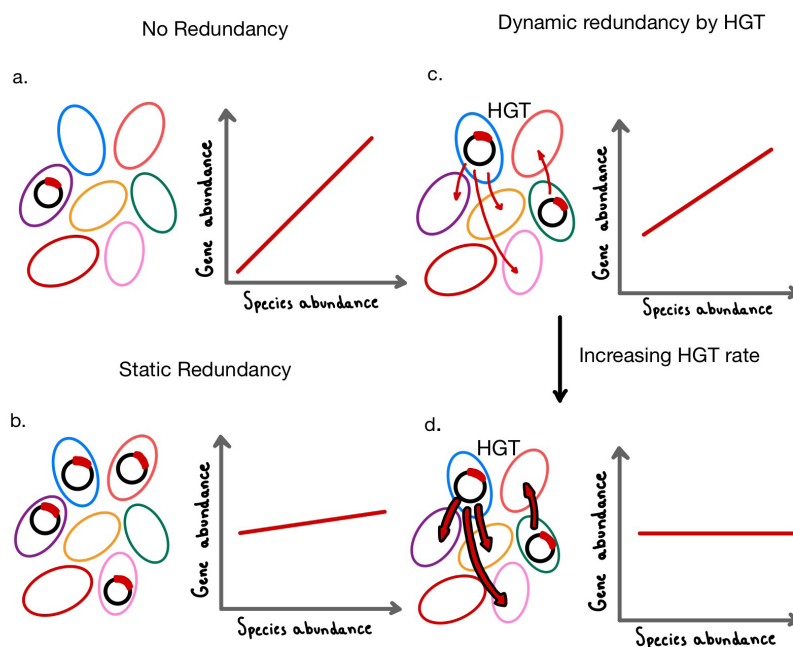 No Redundancy
a.
Gene abundance
Species abundance
Dynamic redundancy by HGT
c.
HGT
Gene abundance
Species abundance
Increasing HGT rate
Static Redundancy
b.
Gene abundance
Species abundance
d.
HGT
Gene abundance
Species abundance